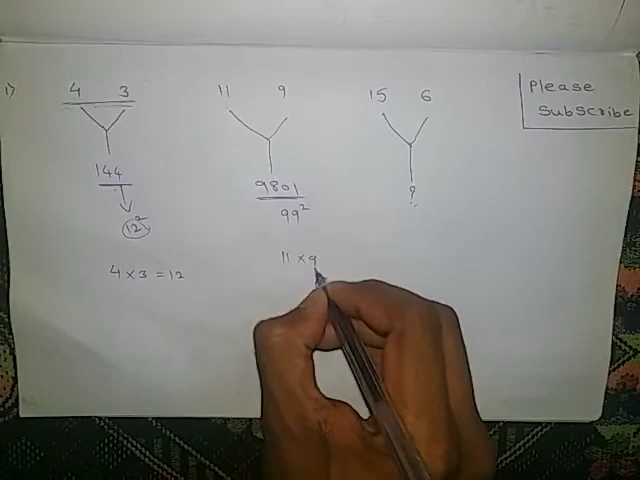 1) 4 3 11 9 15 6
Please
Subscribe
144 9801 ?
12² 99²
4 × 3 = 12 11 × 9